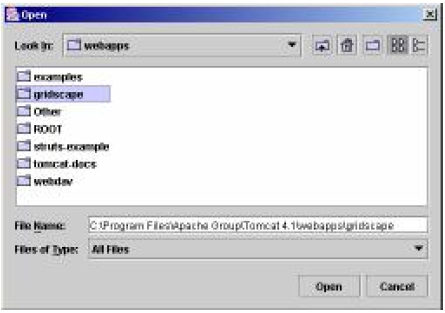 Open
Look In: webapps
examples
gridscape
Other
ROOT
struts-example
tomcat-docs
webdav
File Name: C:\Program Files\Apache Group\Tomcat 4.1\webapps\gridscape
Files of Type: All Files
Open Cancel